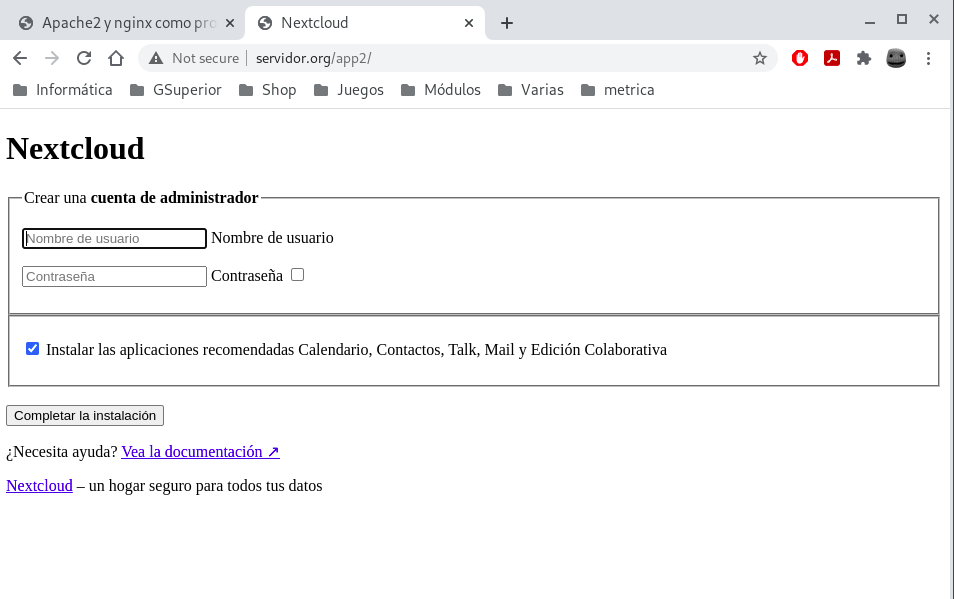 Apache2 y nginx como pro
Nextcloud
Not secure servidor.org/app2/
Informática GSuperior Shop Juegos Módulos Varias metrica
Nextcloud
Crear una cuenta de administrador
Nombre de usuario Nombre de usuario
Contraseña Contraseña
Instalar las aplicaciones recomendadas Calendario, Contactos, Talk, Mail y Edición Colaborativa
Completar la instalación
¿Necesita ayuda? Vea la documentación ↗
Nextcloud – un hogar seguro para todos tus datos